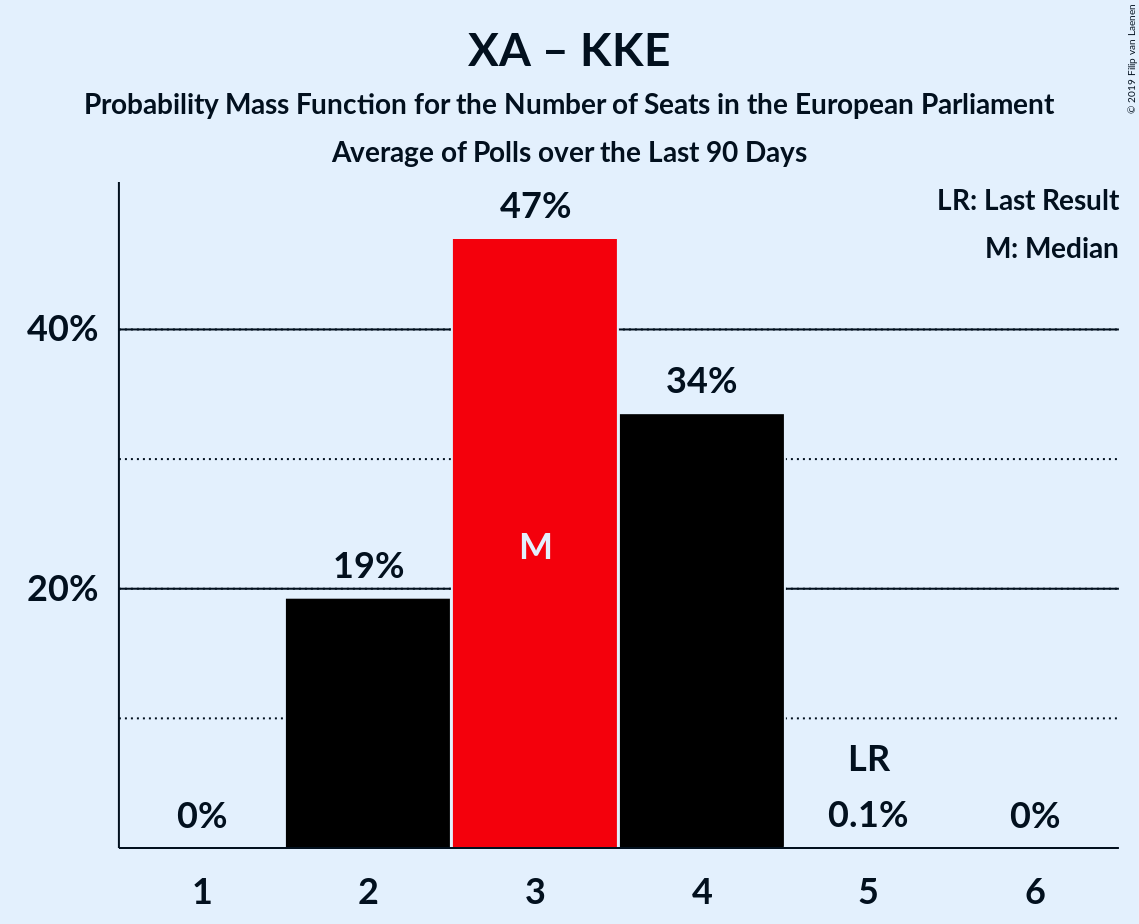 XA – KKE
Probability Mass Function for the Number of Seats in the European Parliament
Average of Polls over the Last 90 Days
© 2019 Filip van Laenen
LR: Last Result
M: Median
47%
40%
34%
M
19%
20%
LR
0%
0.1%
0%
1 2 3 4 5 6